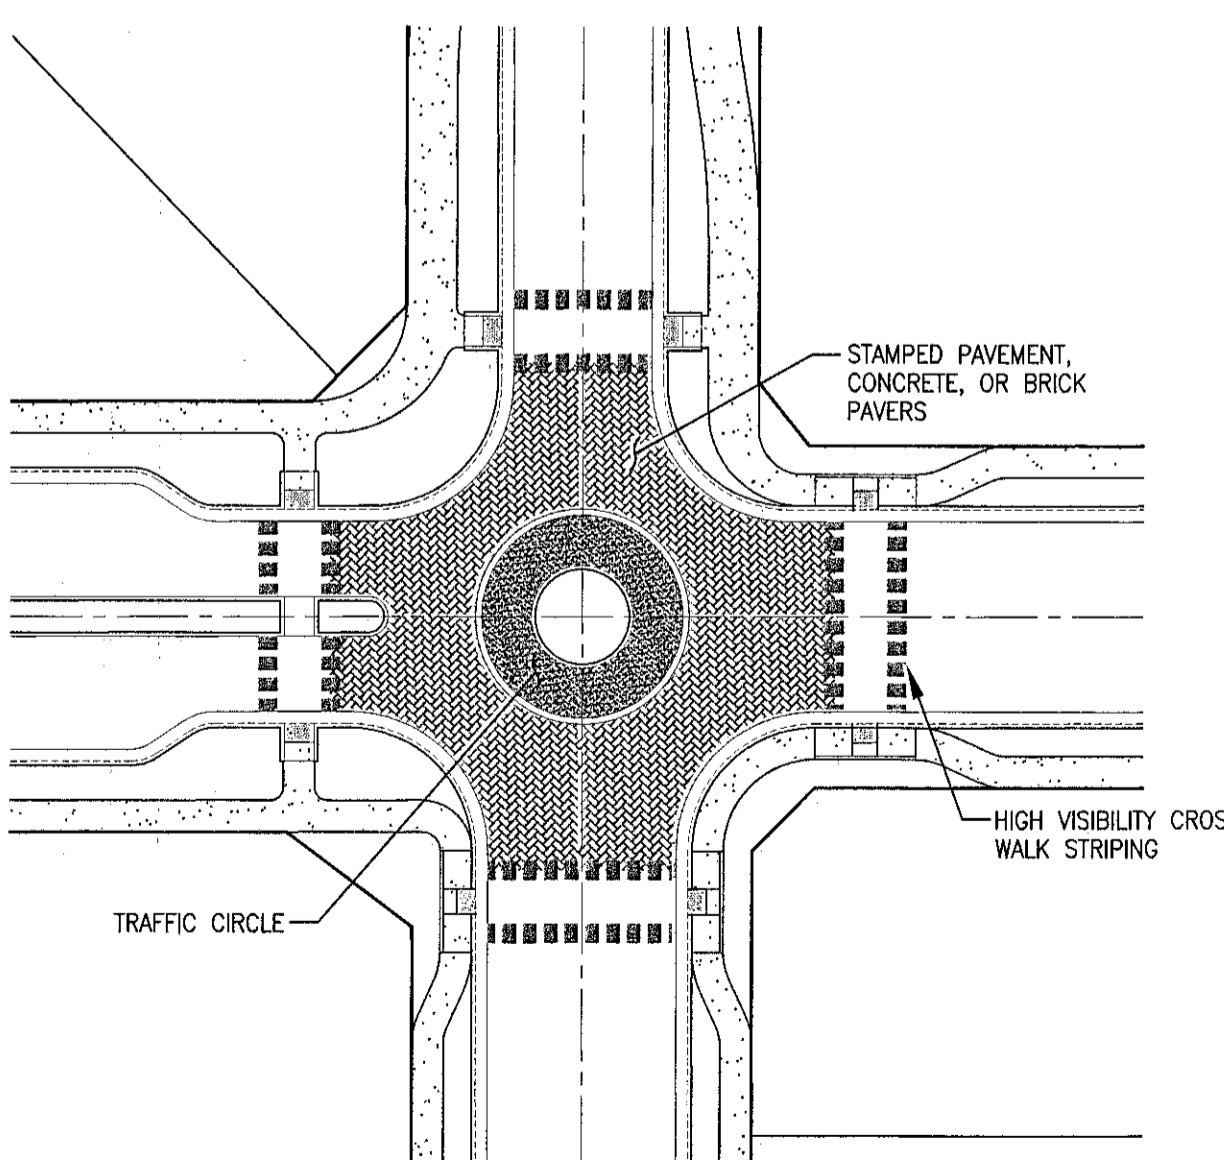 STAMPED PAVEMENT,
CONCRETE, OR BRICK
PAVERS
HIGH VISIBILITY CROS
WALK STRIPING
TRAFFIC CIRCLE